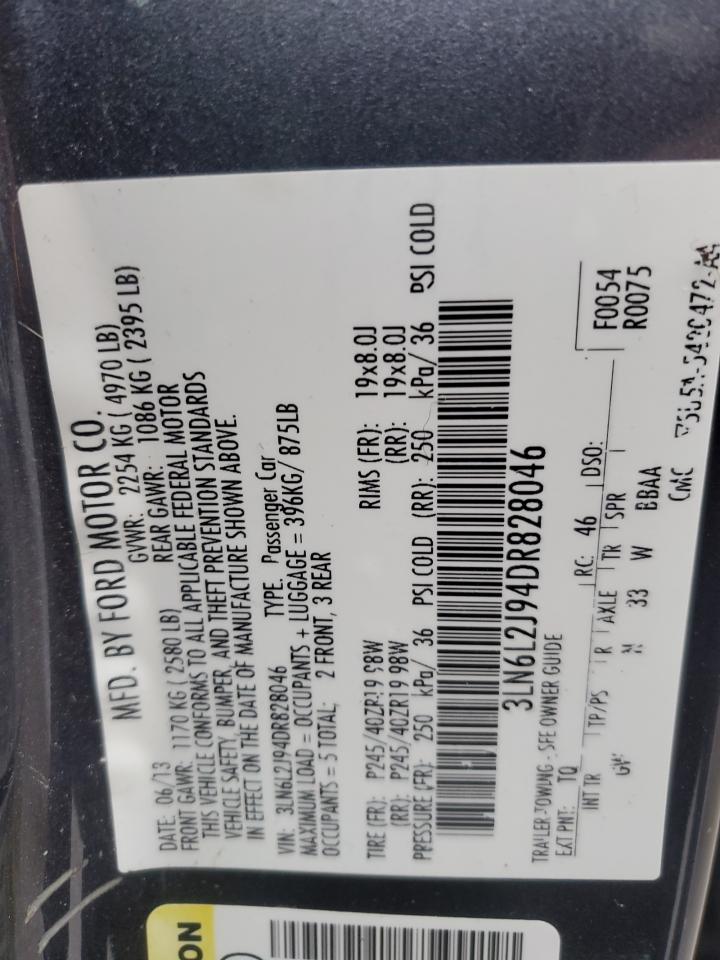 MFD. BY FORD MOTOR CO.
DATE: 06/13 GVWR: 2254 KG ( 4970 LB)
FRONT GAWR: 1170 KG ( 2580 LB) REAR GAWR: 1086 KG ( 2395 LB)
THIS VEHICLE CONFORMS TO ALL APPLICABLE FEDERAL MOTOR
VEHICLE SAFETY, BUMPER, AND THEFT PREVENTION STANDARDS
IN EFFECT ON THE DATE OF MANUFACTURE SHOWN ABOVE.
VIN: 3LN6L2J94DR828046 TYPE: Passenger Car
MAXIMUM LOAD = OCCUPANTS + LUGGAGE = 396KG/ 875LB
OCCUPANTS = 5 TOTAL; 2 FRONT, 3 REAR
TIRE (FR): P245/40ZR19 98W RIMS (FR): 19x8.0J
(RR): P245/40ZR19 98W (RR): 19x8.0J
PRESSURE (FR): 250 kPa/ 36 PSI COLD (RR): 250 kPa/ 36 PSI COLD
3LN6L2J94DR828046
TRAILER TOWING - SEE OWNER GUIDE
EXT PNT: TQ RC: 46 DSO: F0054
R0075
INT TR TP/PS R AXLE TR SPR
GW N 33 W BBAA
CMC
ON